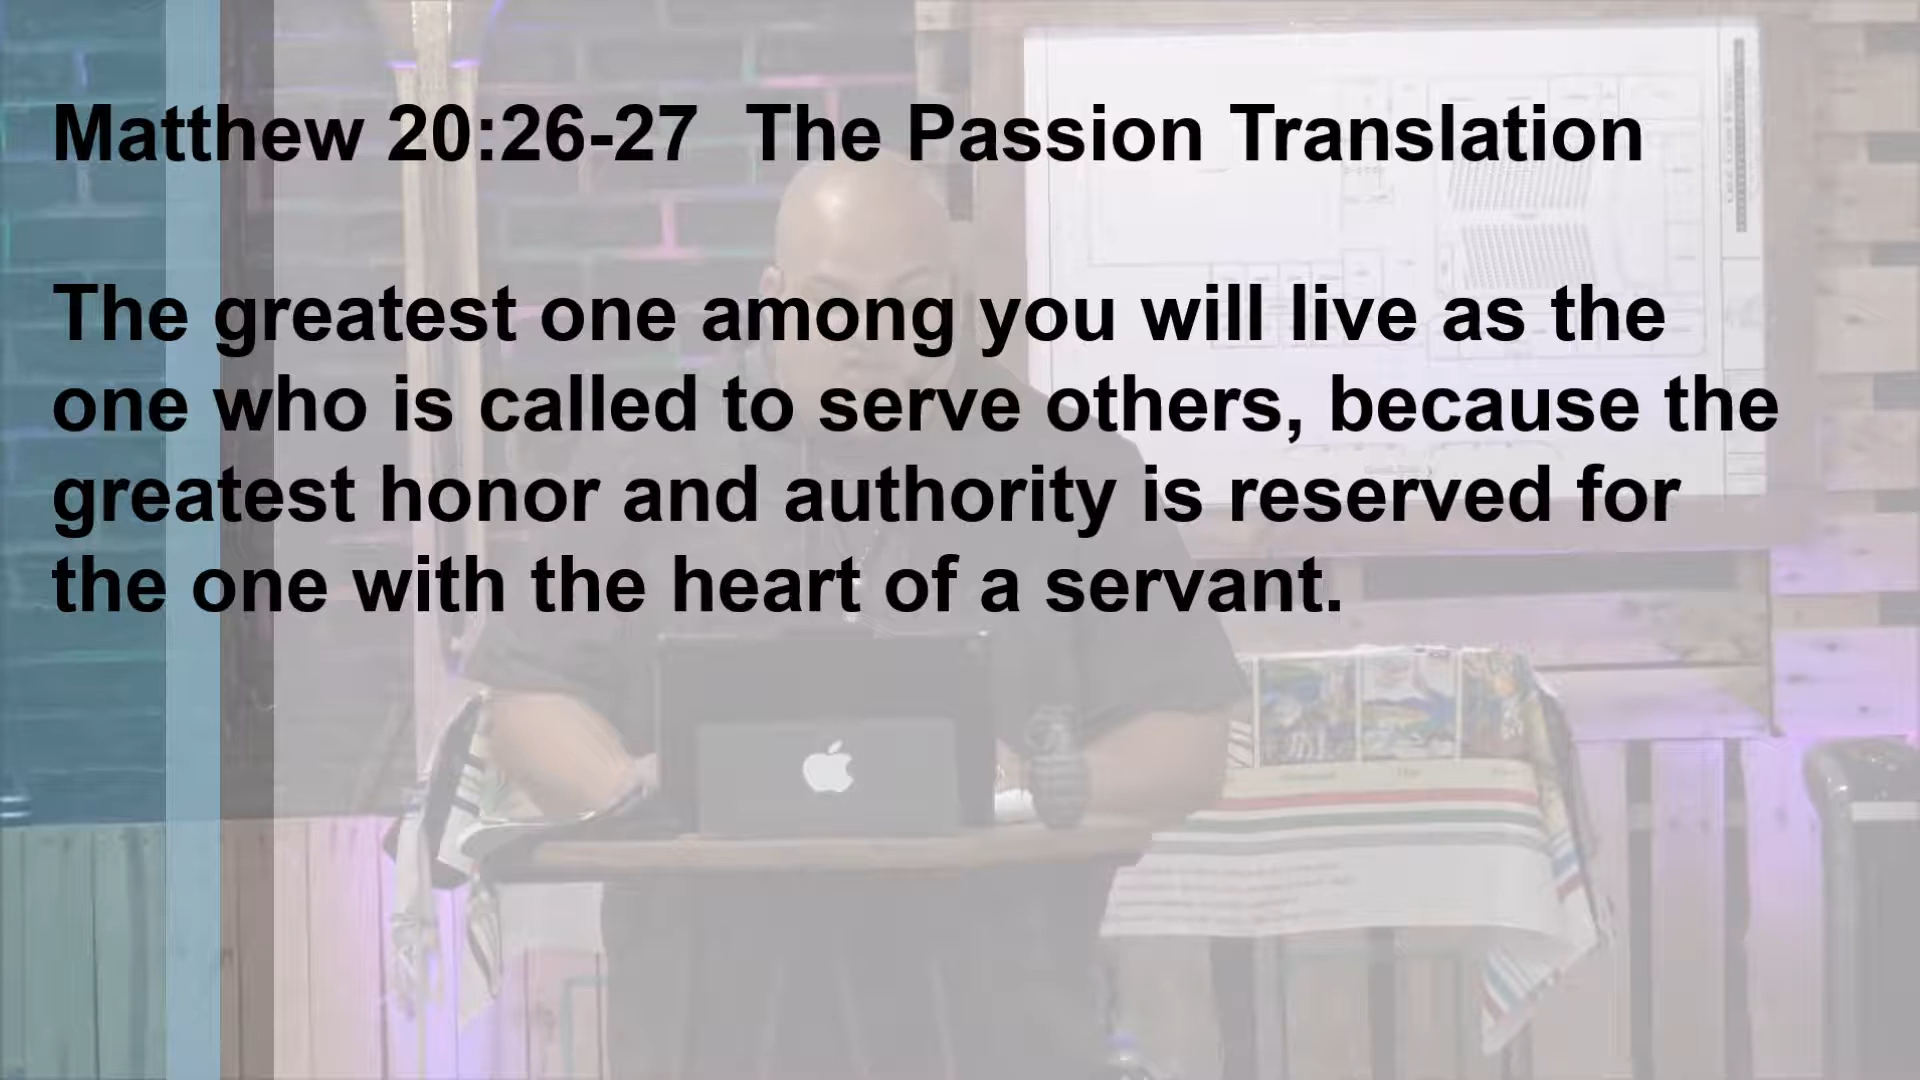 Matthew 20:26-27  The Passion Translation
The greatest one among you will live as the
one who is called to serve others, because the
greatest honor and authority is reserved for
the one with the heart of a servant.